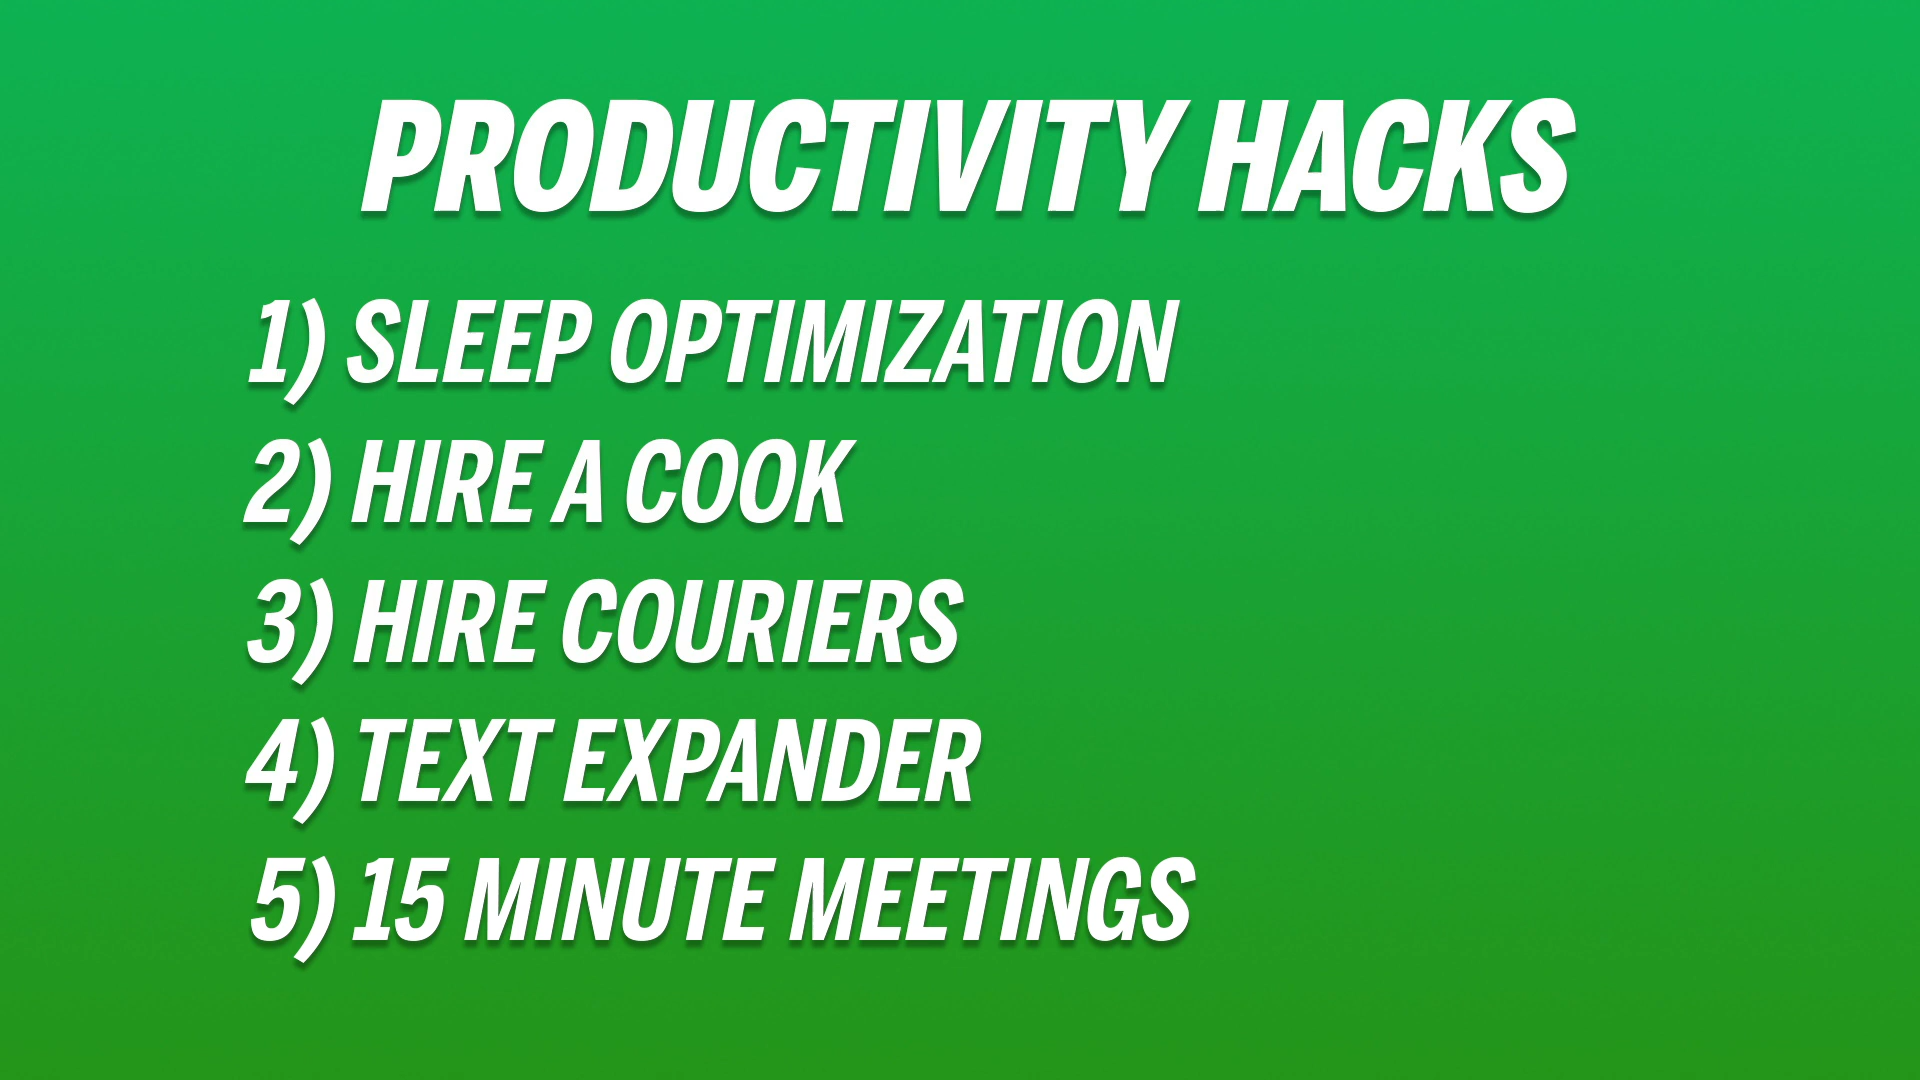 PRODUCTIVITY HACKS
1) SLEEP OPTIMIZATION
2) HIRE A COOK
3) HIRE COURIERS
4) TEXT EXPANDER
5) 15 MINUTE MEETINGS